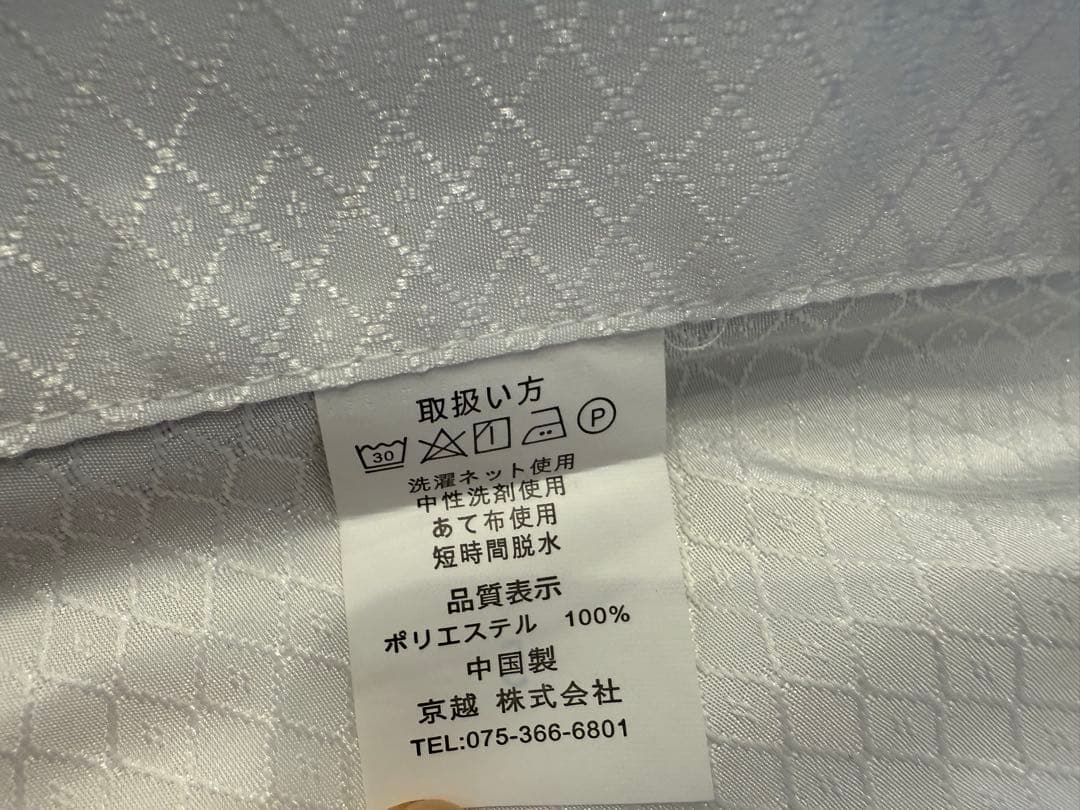 取扱い方
30 P
洗濯ネット使用
中性洗剤使用
あて布使用
短時間脱水
品質表示
ポリエステル 100%
中国製
京越 株式会社
TEL:075-366-6801